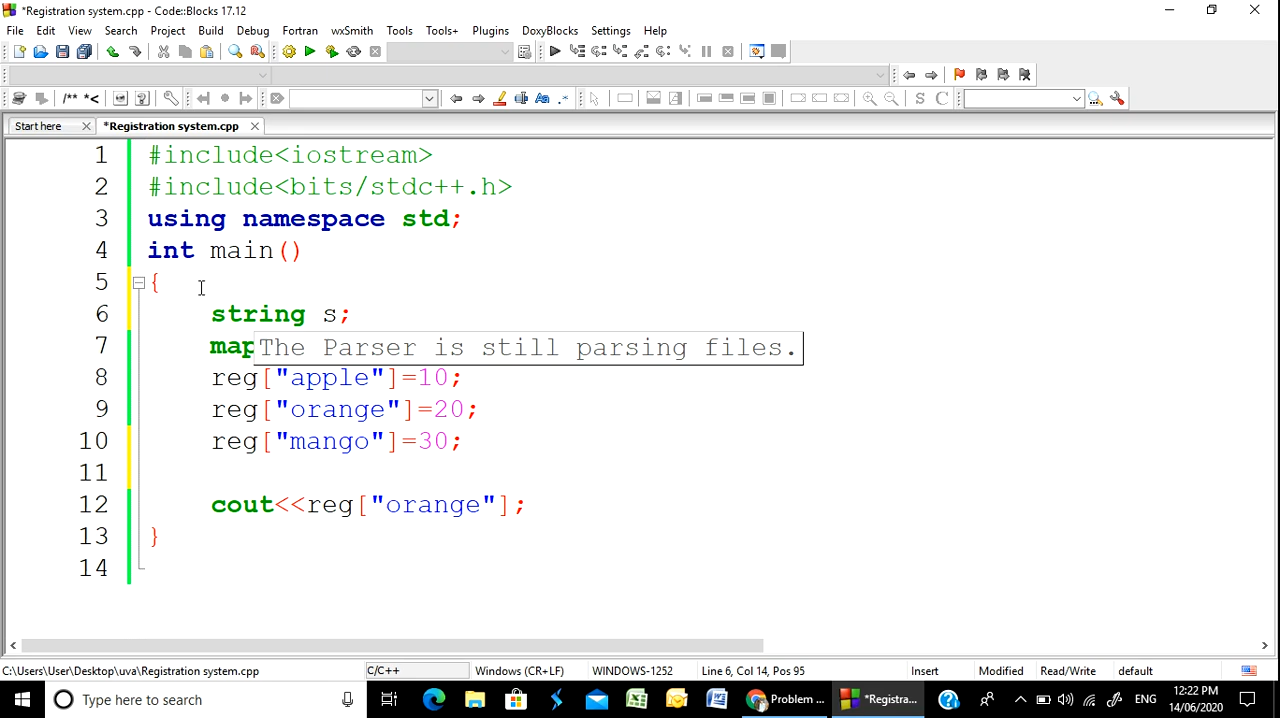 *Registration system.cpp - Code::Blocks 17.12
File Edit View Search Project Build Debug Fortran wxSmith Tools Tools+ Plugins DoxyBlocks Settings Help
/** *< S C
Start here *Registration system.cpp
1 #include<iostream>
2 #include<bits/stdc++.h>
3 using namespace std;
4 int main()
5 {
6 string s;
7 map
The Parser is still parsing files.
8 reg["apple"]=10;
9 reg["orange"]=20;
10 reg["mango"]=30;
11
12 cout<<reg["orange"];
13 }
14
C:\Users\User\Desktop\uva\Registration system.cpp C/C++ Windows (CR+LF) WINDOWS-1252 Line 6, Col 14, Pos 95 Insert Modified Read/Write default
Type here to search Problem ... *Registra... ENG 12:22 PM
14/06/2020